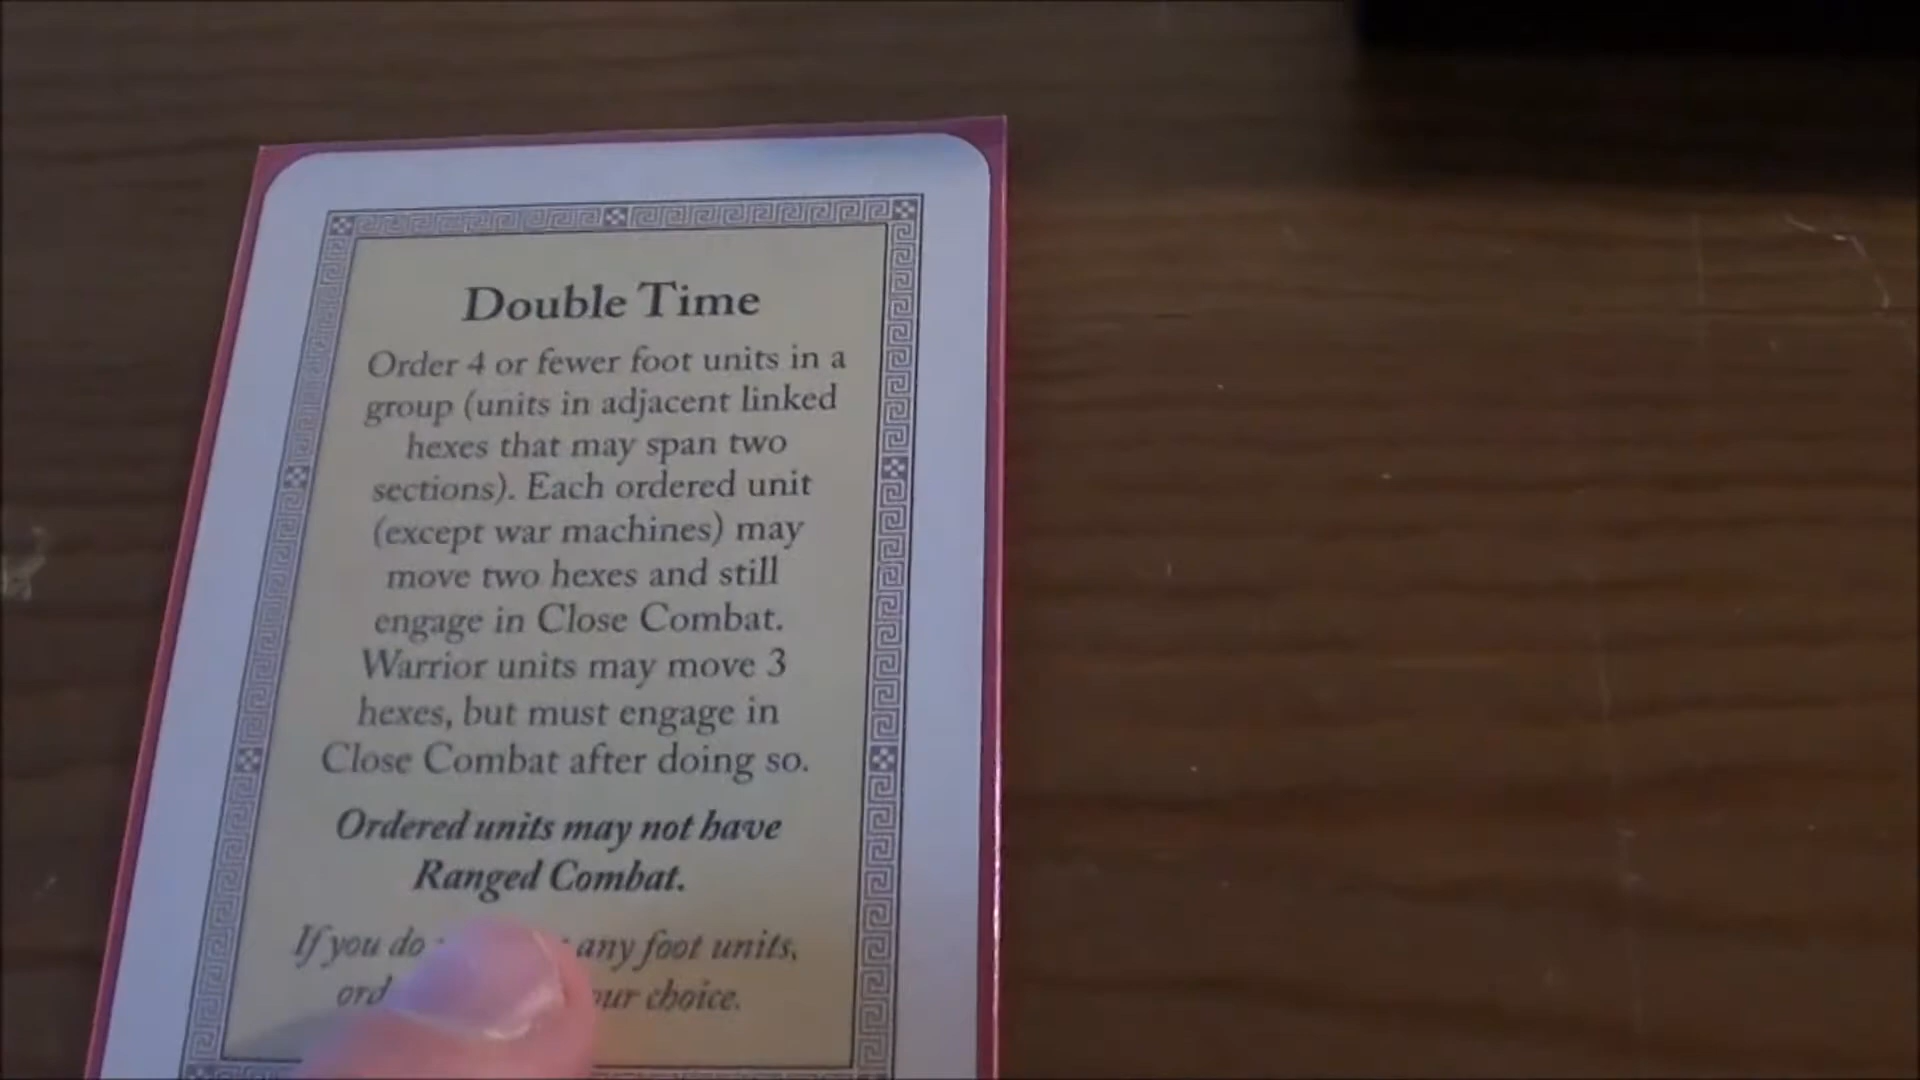 Double Time
Order 4 or fewer foot units in a
group (units in adjacent linked
hexes that may span two
sections). Each ordered unit
(except war machines) may
move two hexes and still
engage in Close Combat.
Warrior units may move 3
hexes, but must engage in
Close Combat after doing so.
Ordered units may not have
Ranged Combat.
If you do any foot units,
choice.